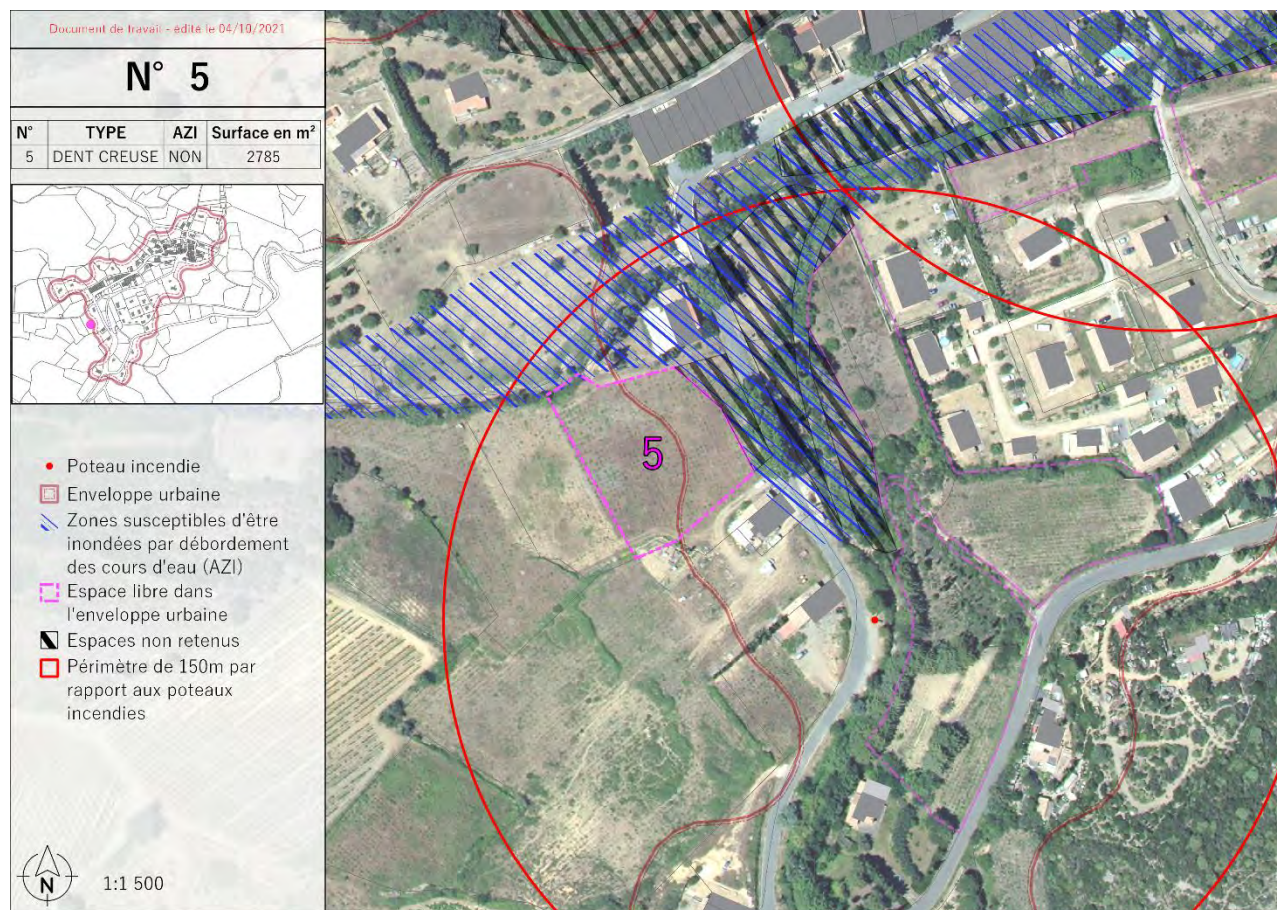 Document de travail - édité le 04/10/2021
N° 5
N° TYPE AZI Surface en m²
5 DENT CREUSE NON 2785
Poteau incendie
Enveloppe urbaine
Zones susceptibles d'être
inondées par débordement
des cours d'eau (AZI)
Espace libre dans
l'enveloppe urbaine
Espaces non retenus
Périmètre de 150m par
rapport aux poteaux
incendies
N
1:1 500
5